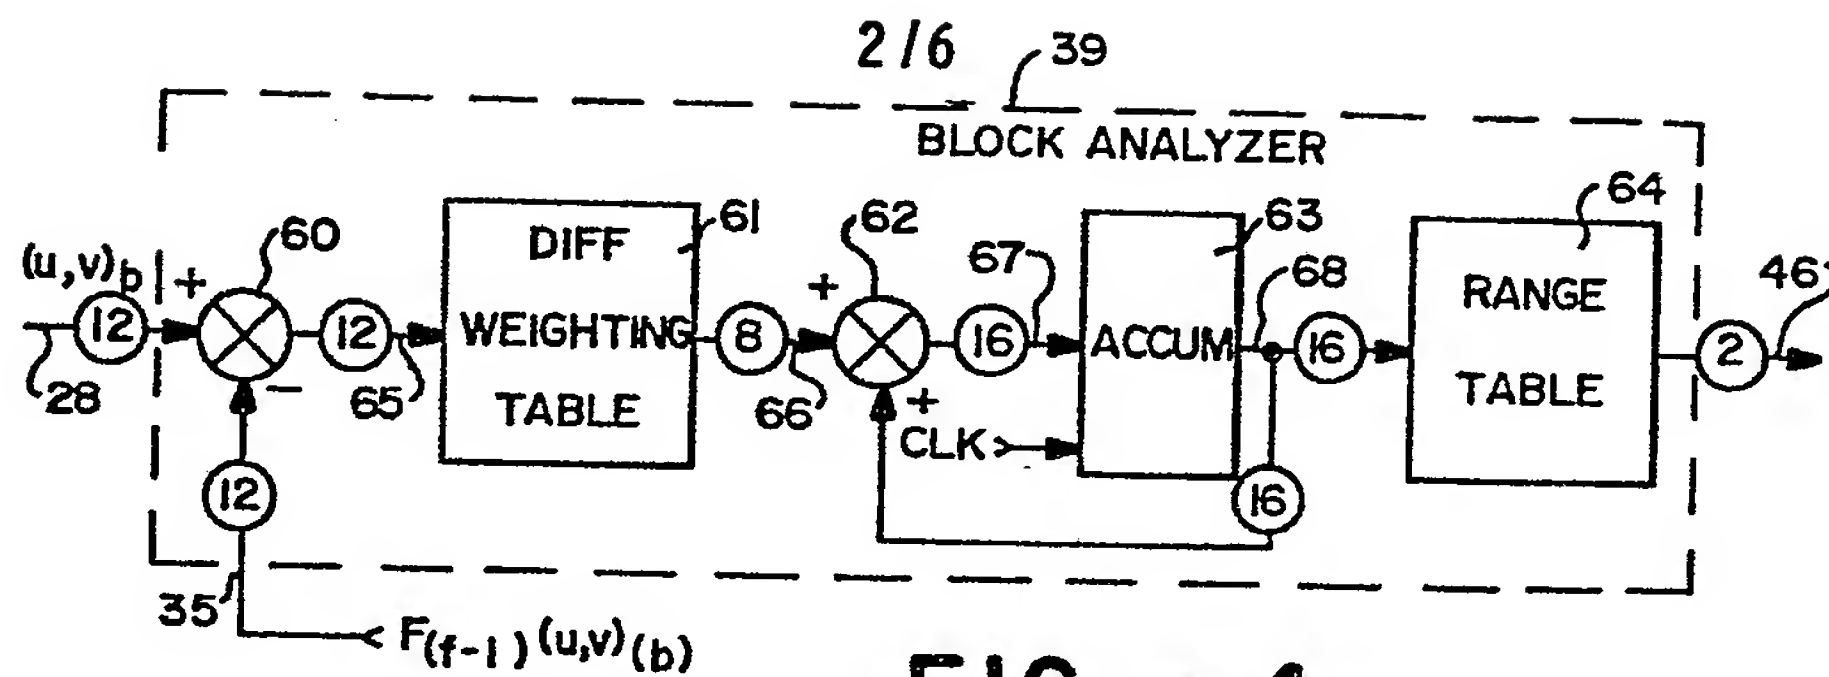 2/6
39
BLOCK ANALYZER
60
61
62
63
64
(u,v)b
+
12
28
12
65
DIFF
WEIGHTING
TABLE
8
66
+
16
67
ACCUM
68
16
RANGE
TABLE
2
46
−
12
35
+
CLK
16
F(f-1)(u,v)(b)